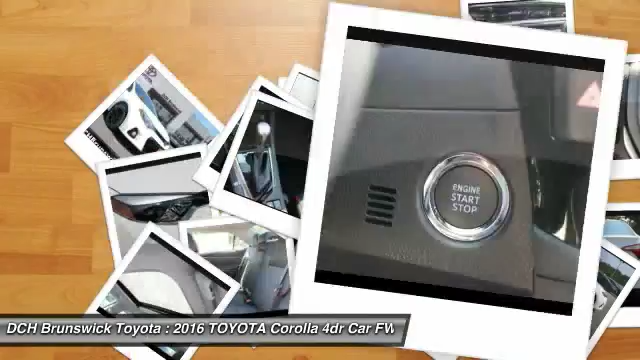 ENGINE
START
STOP
DCH Brunswick Toyota : 2016 TOYOTA Corolla 4dr Car FW